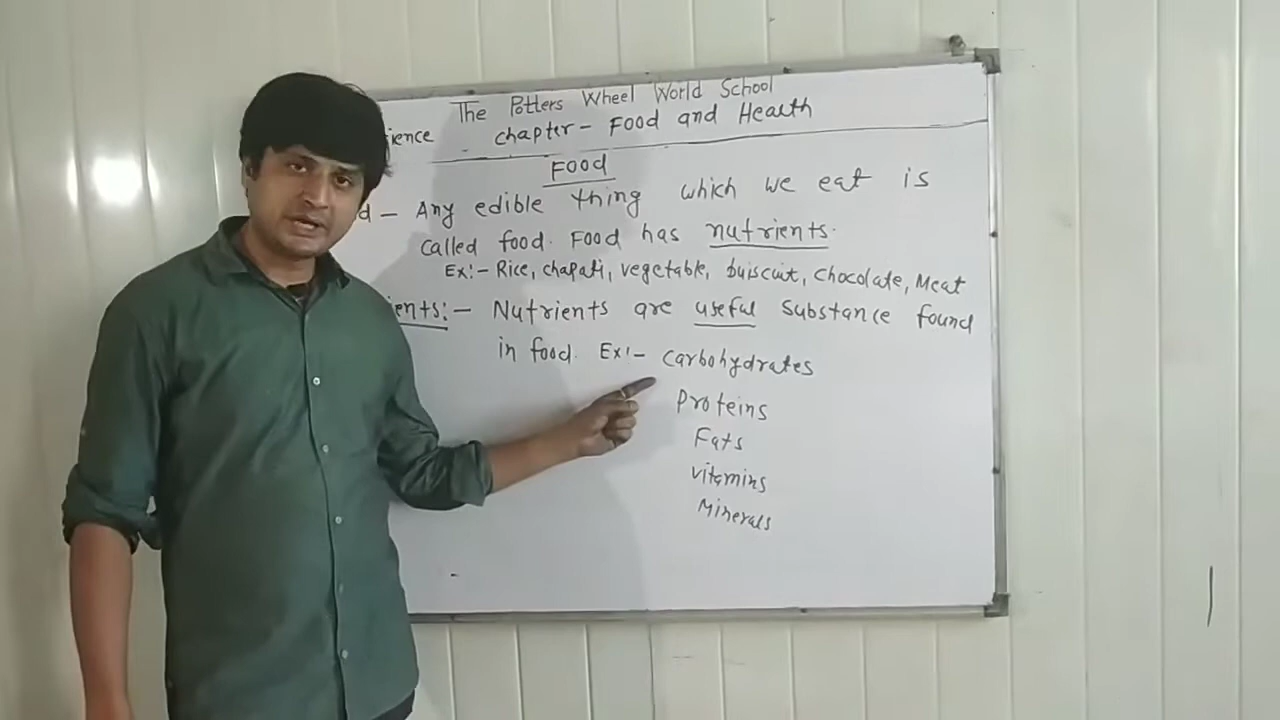 The Potters Wheel World School
ience chapter- Food and Health
FOOD
d - Any edible thing which we eat is
called food. Food has nutrients.
Ex:- Rice, chapati, vegetable, buiscuit, chocolate, Meat
ients:- Nutrients are useful substance found
in food. Ex:- carbohydrates
Proteins
Fats
vitamins
Minerals